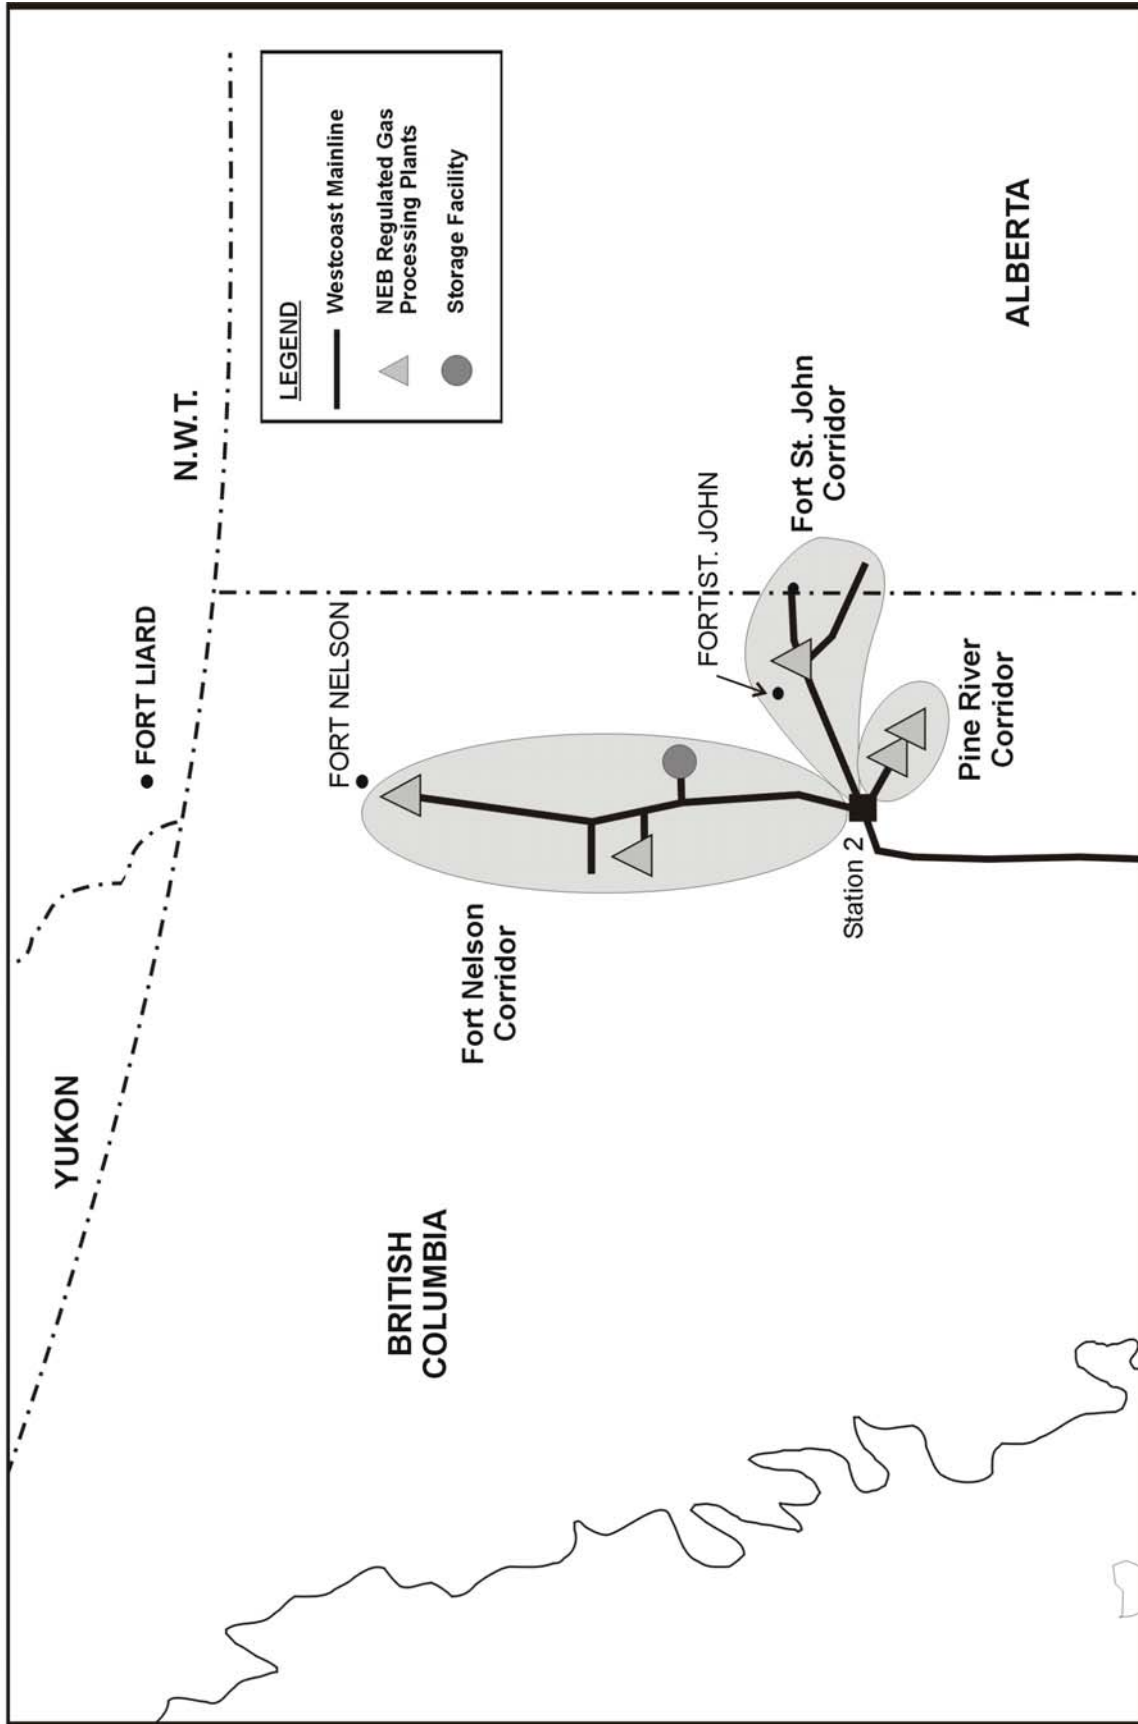 YUKON
N.W.T.
FORT LIARD
LEGEND
Westcoast Mainline
NEB Regulated Gas
Processing Plants
Storage Facility
FORT NELSON
BRITISH
COLUMBIA
Fort Nelson
Corridor
FORT ST. JOHN
Fort St. John
Corridor
Station 2
Pine River
Corridor
ALBERTA